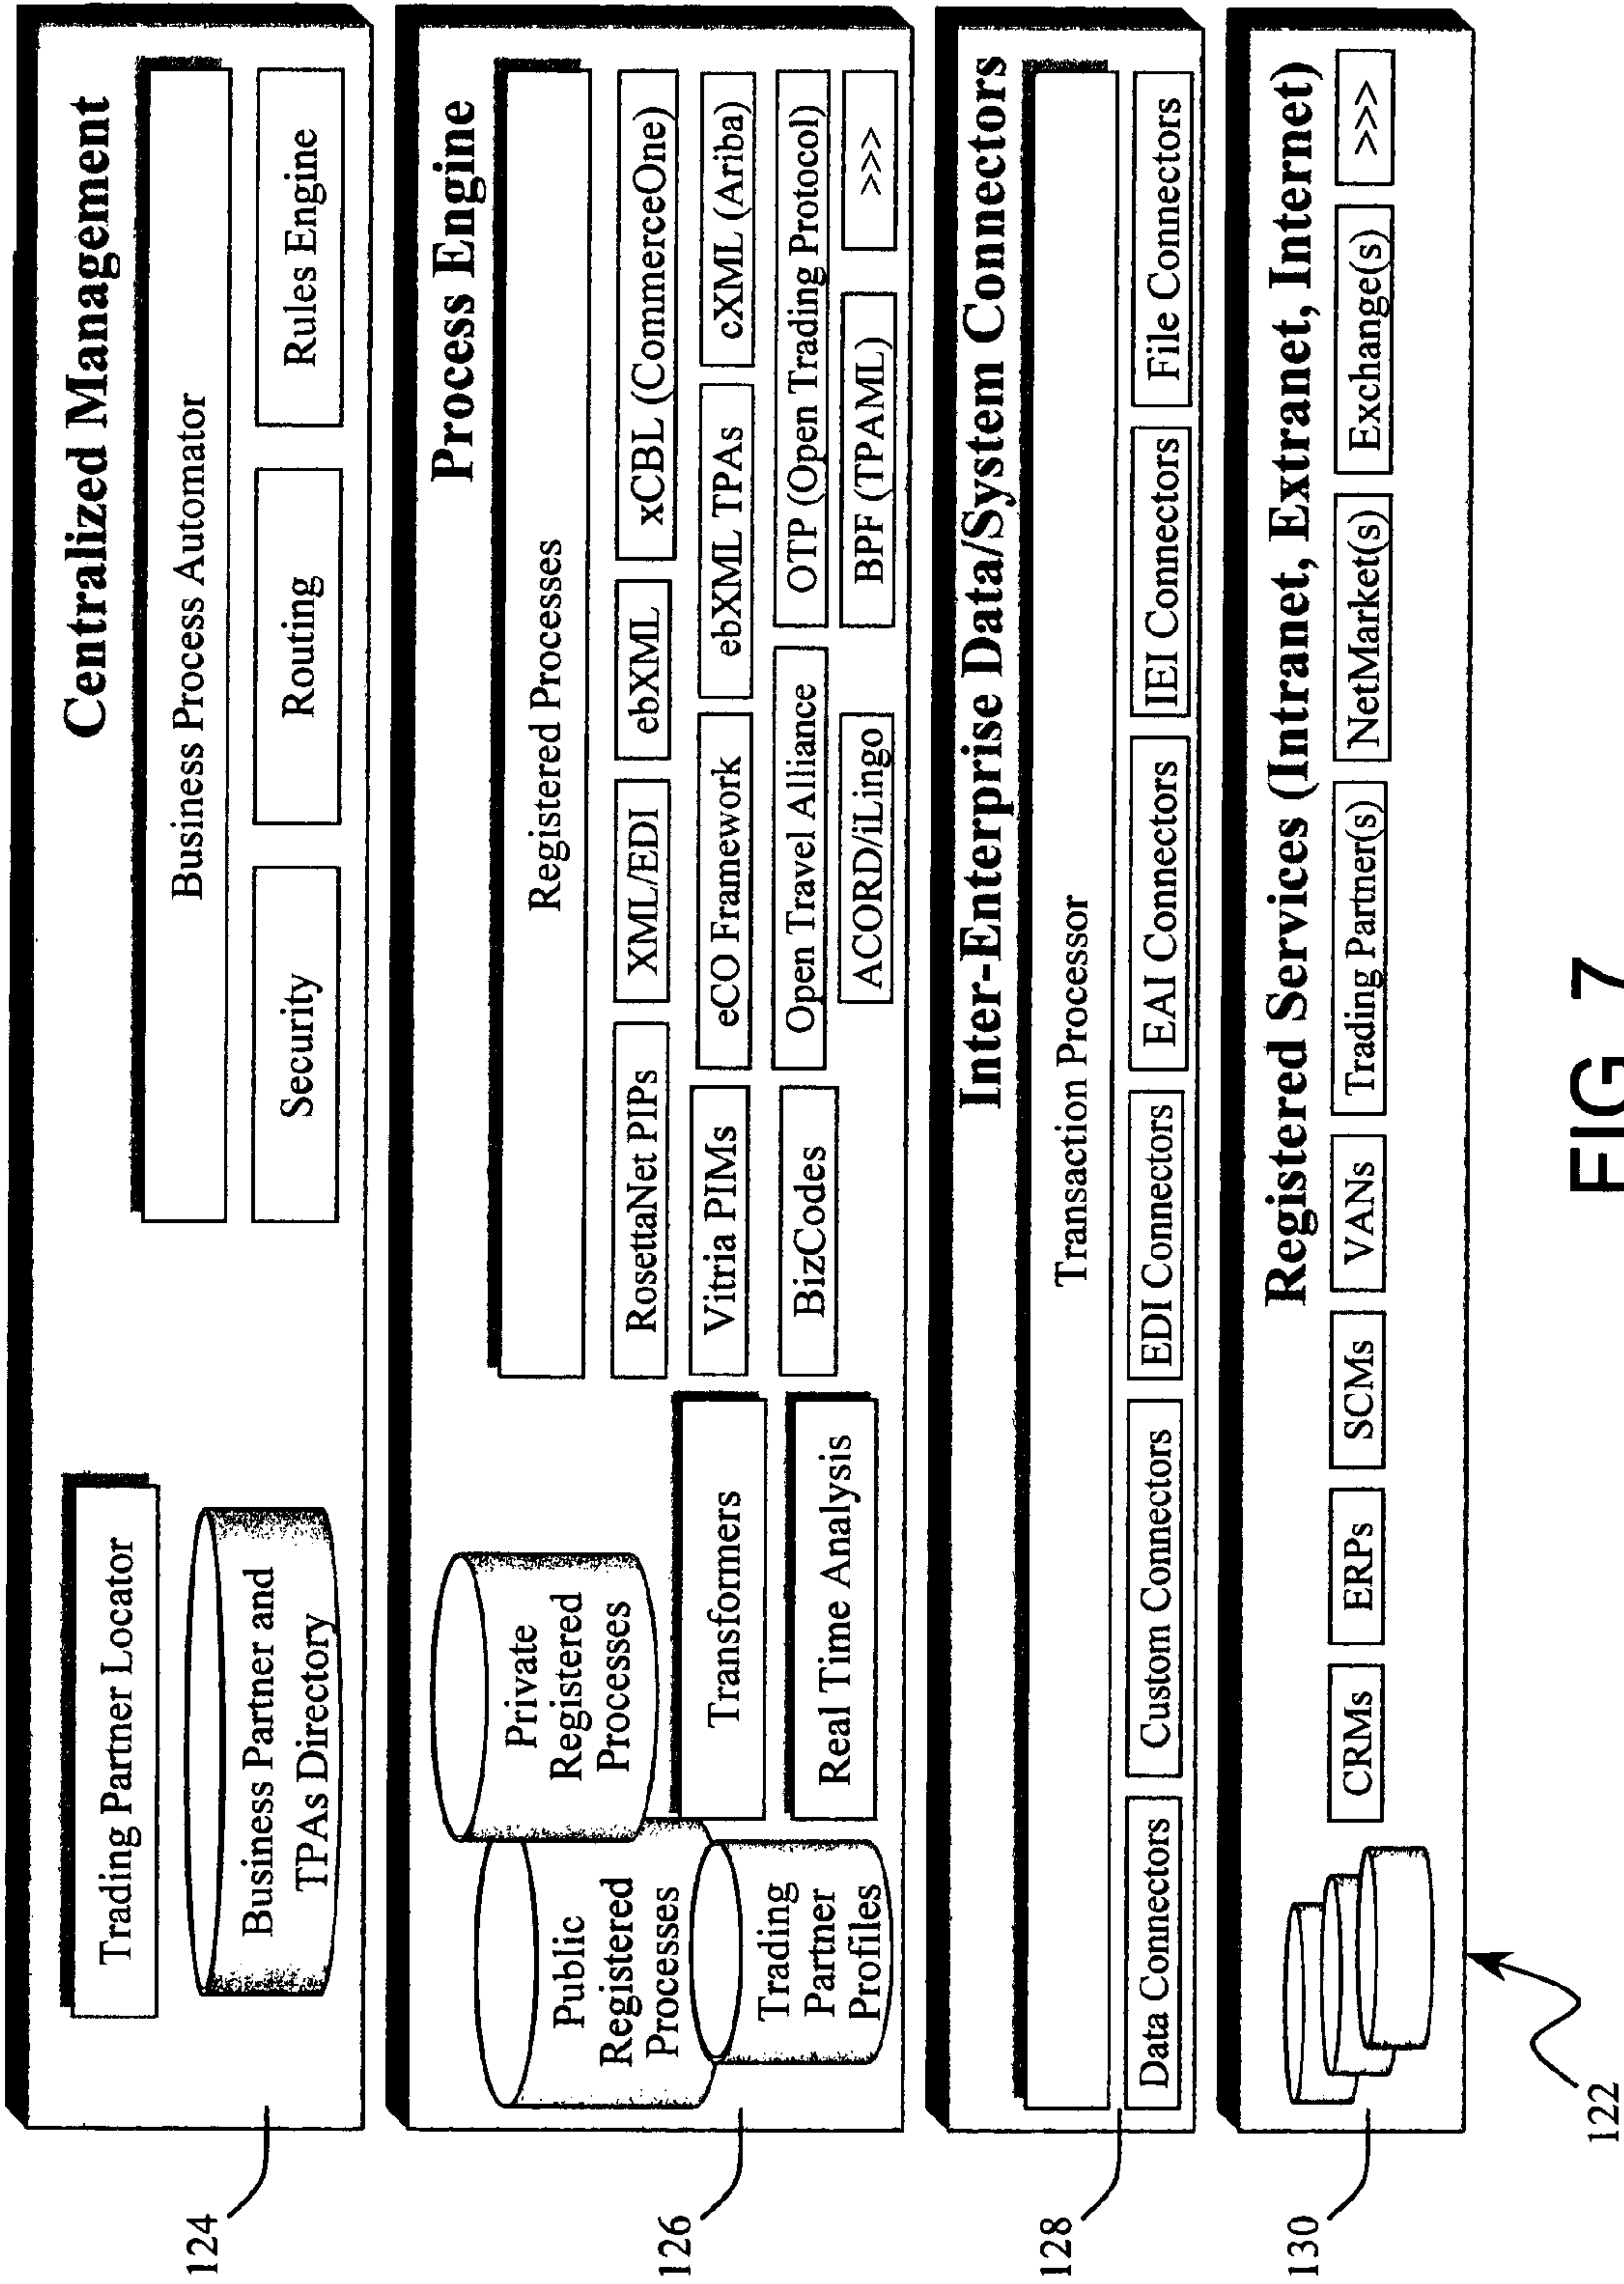 Centralized Management
Trading Partner Locator
Business Process Automator
Business Partner and
TPAs Directory
Security
Routing
Rules Engine
124
Process Engine
Private
Registered
Processes
Public
Registered
Processes
Trading
Partner
Profiles
Transformers
Real Time Analysis
Registered Processes
RosettaNet PIPs
XML/EDI
ebXML
xCBL (CommerceOne)
Vitria PIMs
eCO Framework
ebXML TPAs
cXML (Ariba)
BizCodes
Open Travel Alliance
OTP (Open Trading Protocol)
ACORD/iLingo
BPF (TPAML)
>>>
126
Inter-Enterprise Data/System Connectors
Transaction Processor
Data Connectors
Custom Connectors
EDI Connectors
EAI Connectors
IEI Connectors
File Connectors
128
Registered Services (Intranet, Extranet, Internet)
CRMs
ERPs
SCMs
VANs
Trading Partner(s)
NetMarket(s)
Exchange(s)
>>>
130
122
FIG 7